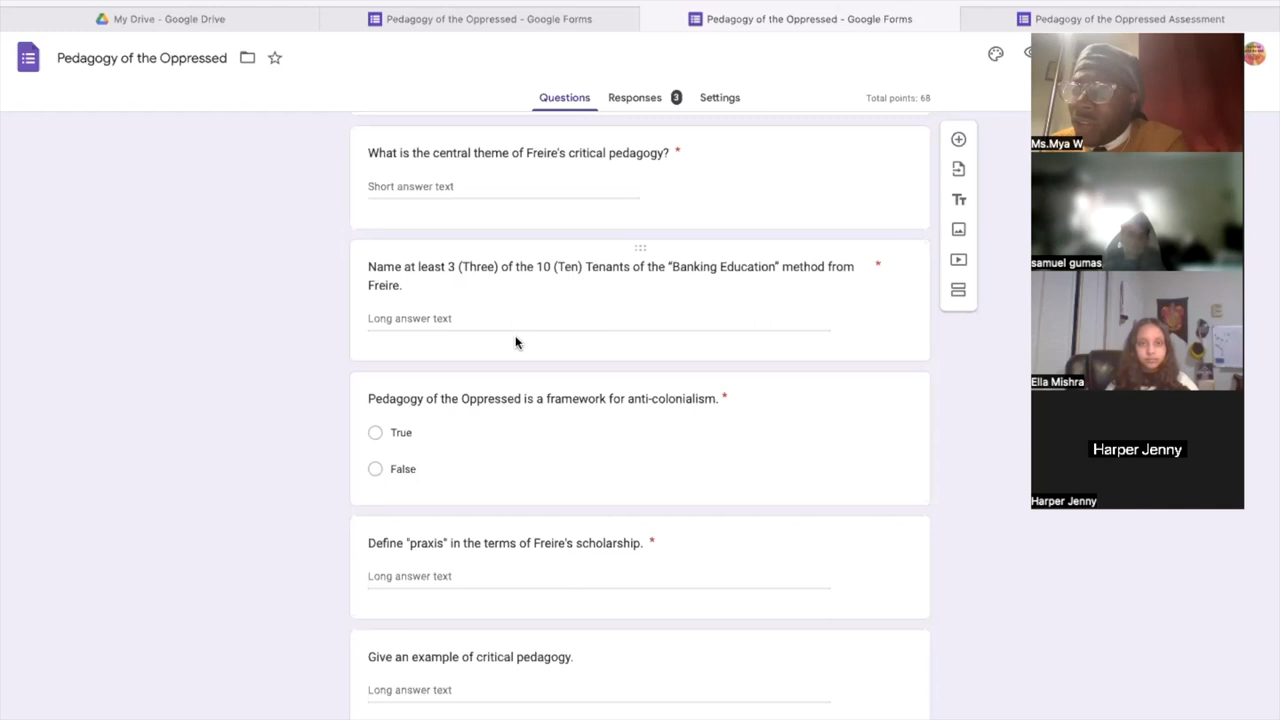 My Drive - Google Drive
Pedagogy of the Oppressed - Google Forms
Pedagogy of the Oppressed - Google Forms
Pedagogy of the Oppressed Assessment
Pedagogy of the Oppressed
Questions
Responses 3
Settings
Total points: 68
What is the central theme of Freire's critical pedagogy? *
Short answer text
Name at least 3 (Three) of the 10 (Ten) Tenants of the “Banking Education” method from *
Freire.
Long answer text
Pedagogy of the Oppressed is a framework for anti-colonialism. *
True
False
Define "praxis" in the terms of Freire's scholarship. *
Long answer text
Give an example of critical pedagogy.
Long answer text
Tт
Ms.Mya W
samuel gumas
Ella Mishra
Harper Jenny
Harper Jenny